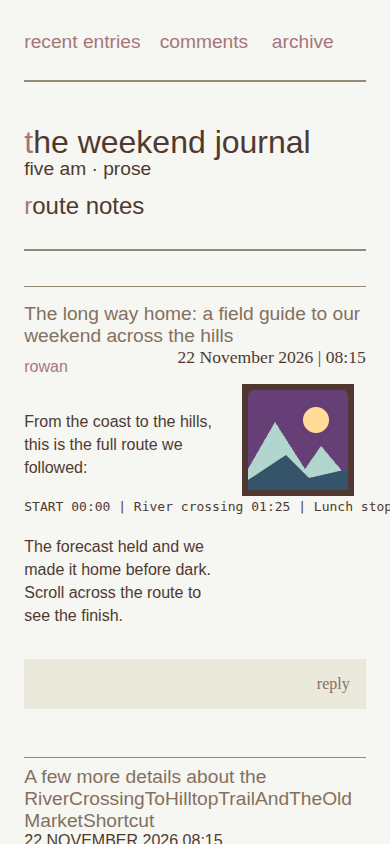 recent entries comments archive
the weekend journal
five am · prose
route notes
The long way home: a field guide to our
weekend across the hills
22 November 2026 | 08:15
rowan
From the coast to the hills,
this is the full route we
followed:
START 00:00 | River crossing 01:25 | Lunch stop
The forecast held and we
made it home before dark.
Scroll across the route to
see the finish.
reply
A few more details about the
RiverCrossingToHilltopTrailAndTheOld
MarketShortcut
22 NOVEMBER 2026 08:15